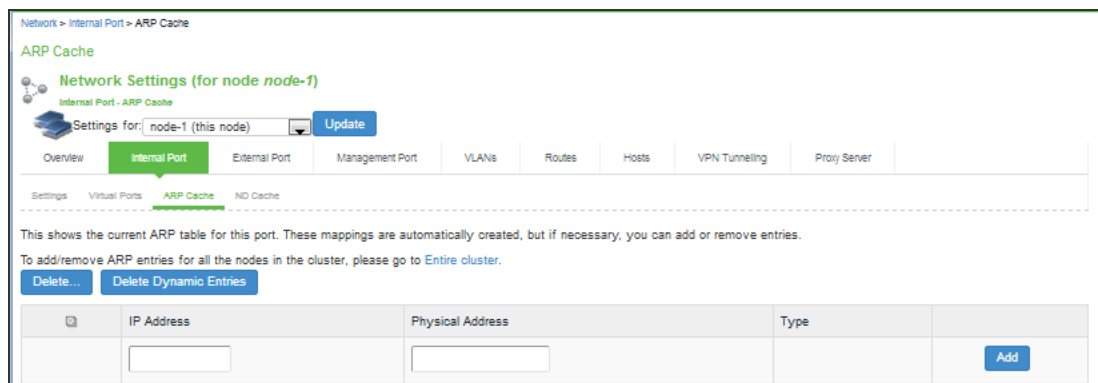 Network > Internal Port > ARP Cache
ARP Cache
Network Settings (for node node-1)
Internal Port - ARP Cache
Settings for: node-1 (this node) Update
Overview Internal Port External Port Management Port VLANs Routes Hosts VPN Tunneling Proxy Server
Settings Virtual Ports ARP Cache ND Cache
This shows the current ARP table for this port. These mappings are automatically created, but if necessary, you can add or remove entries.
To add/remove ARP entries for all the nodes in the cluster, please go to Entire cluster.
Delete... Delete Dynamic Entries
IP Address Physical Address Type
Add